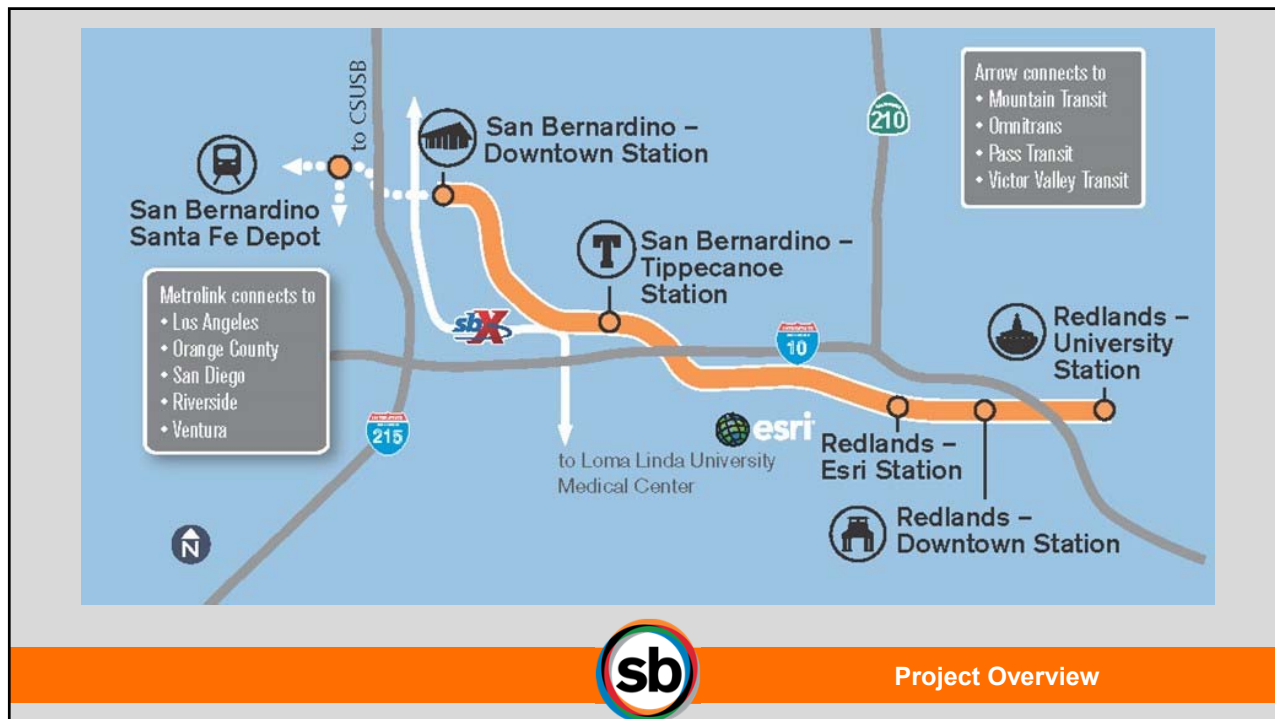 to CSUSB
San Bernardino –
Downtown Station
210
Arrow connects to
• Mountain Transit
• Omnitrans
• Pass Transit
• Victor Valley Transit
San Bernardino
Santa Fe Depot
T
San Bernardino –
Tippecanoe
Station
Metrolink connects to
• Los Angeles
• Orange County
• San Diego
• Riverside
• Ventura
sbX
10
Redlands –
University
Station
215
esri
Redlands –
Esri Station
to Loma Linda University
Medical Center
Redlands –
Downtown Station
N
sb
Project Overview